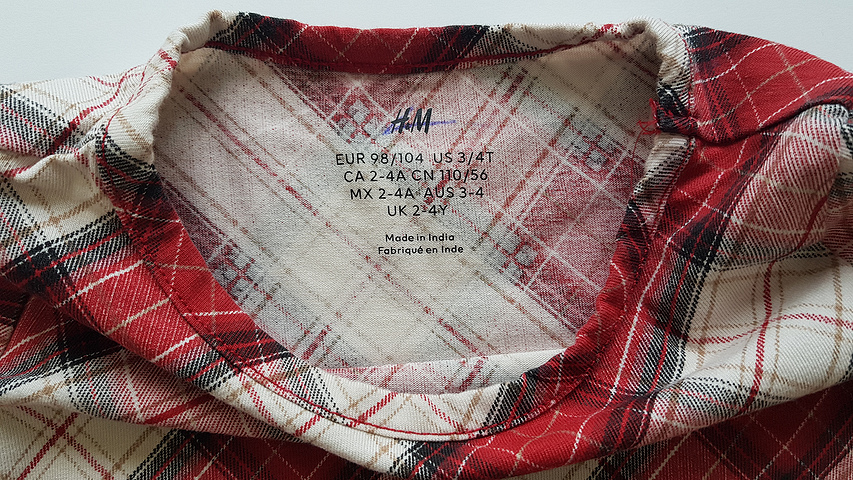 H&M
EUR 98/104 US 3/4T
CA 2-4A CN 110/56
MX 2-4A AUS 3-4
UK 2-4Y
Made in India
Fabriqué en Inde